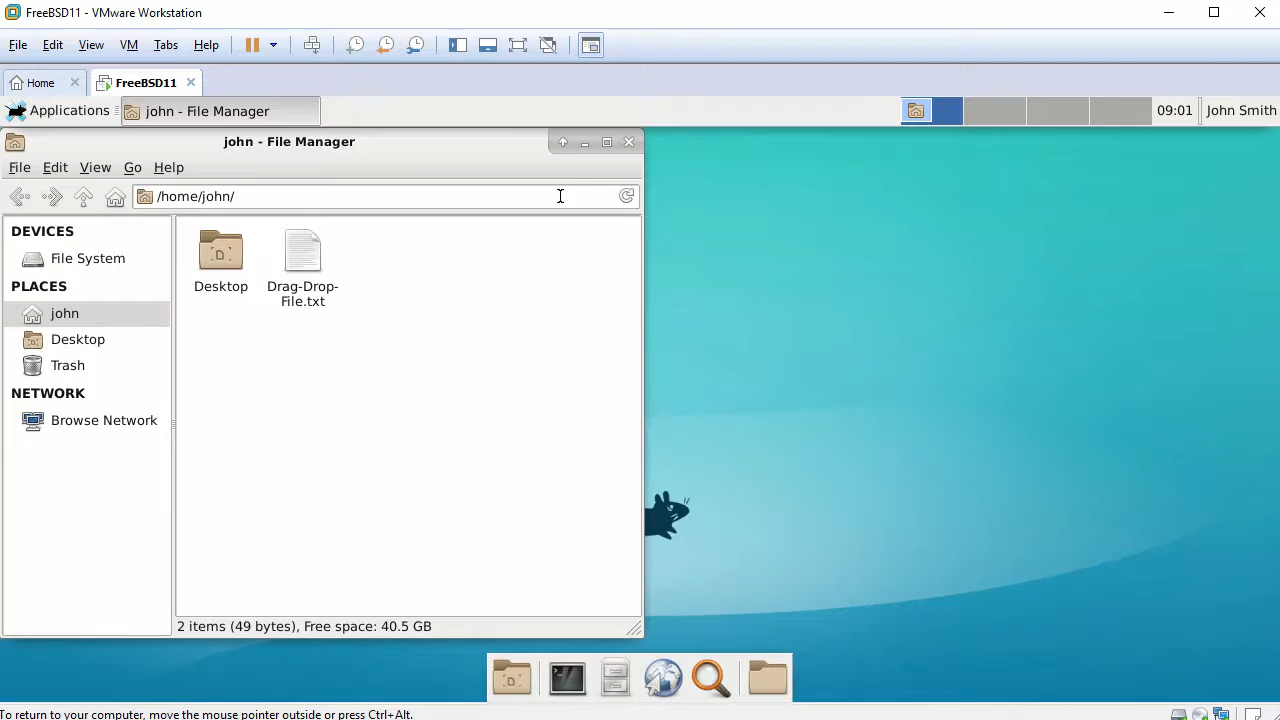 FreeBSD11 - VMware Workstation
File Edit View VM Tabs Help
Home FreeBSD11
Applications john - File Manager 09:01 John Smith
john - File Manager
File Edit View Go Help
/home/john/
DEVICES
File System
PLACES
john
Desktop
Trash
NETWORK
Browse Network
Desktop
Drag-Drop-
File.txt
2 items (49 bytes), Free space: 40.5 GB
To return to your computer, move the mouse pointer outside or press Ctrl+Alt.